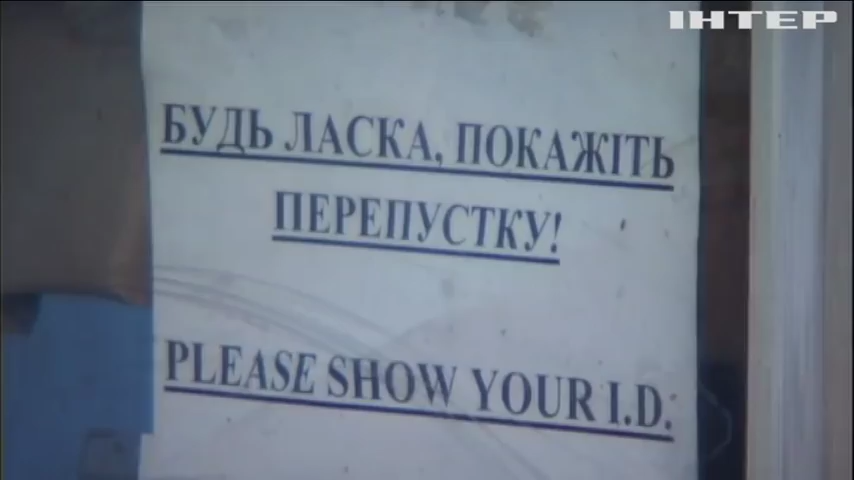 ІНТЕР
БУДЬ ЛАСКА, ПОКАЖІТЬ
ПЕРЕПУСТКУ!
PLEASE SHOW YOUR I.D.